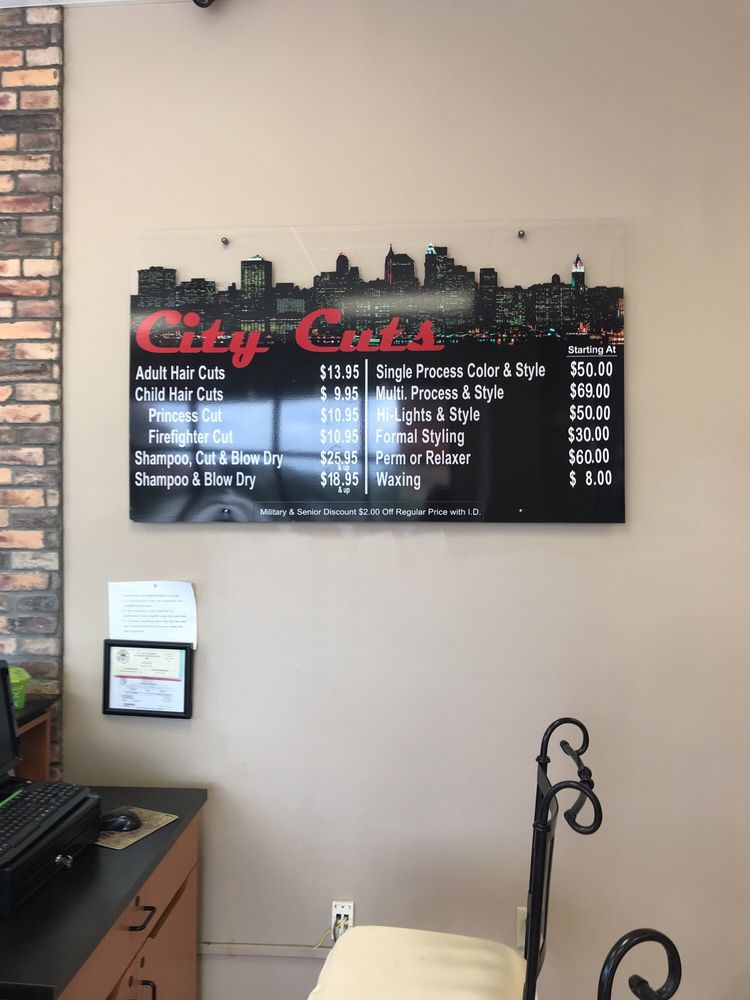 City Cuts
Adult Hair Cuts $13.95
Child Hair Cuts $ 9.95
Princess Cut $10.95
Firefighter Cut $10.95
Shampoo, Cut & Blow Dry $25.95
& up
Shampoo & Blow Dry $18.95
& up
Starting At
Single Process Color & Style $50.00
Multi. Process & Style $69.00
Hi-Lights & Style $50.00
Formal Styling $30.00
Perm or Relaxer $60.00
Waxing $ 8.00
Military & Senior Discount $2.00 Off Regular Price with I.D.